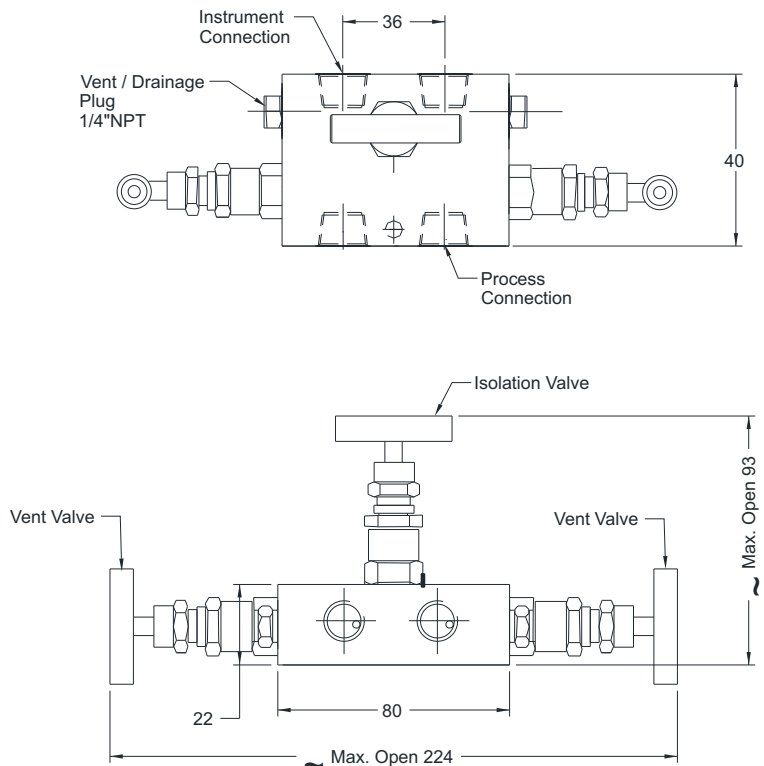 Instrument
Connection
36
Vent / Drainage
Plug
1/4"NPT
40
Process
Connection
Isolation Valve
Vent Valve
Vent Valve
~ Max. Open 93
22
80
~ Max. Open 224